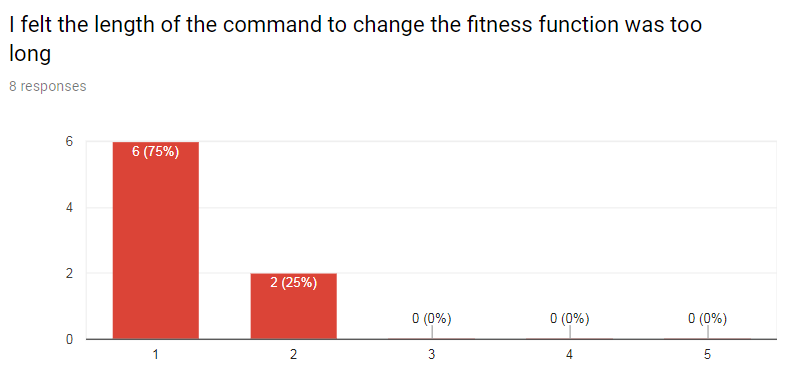 I felt the length of the command to change the fitness function was too
long
8 responses
6
6 (75%)
4
2
2 (25%)
0 (0%) 0 (0%) 0 (0%)
0
1 2 3 4 5